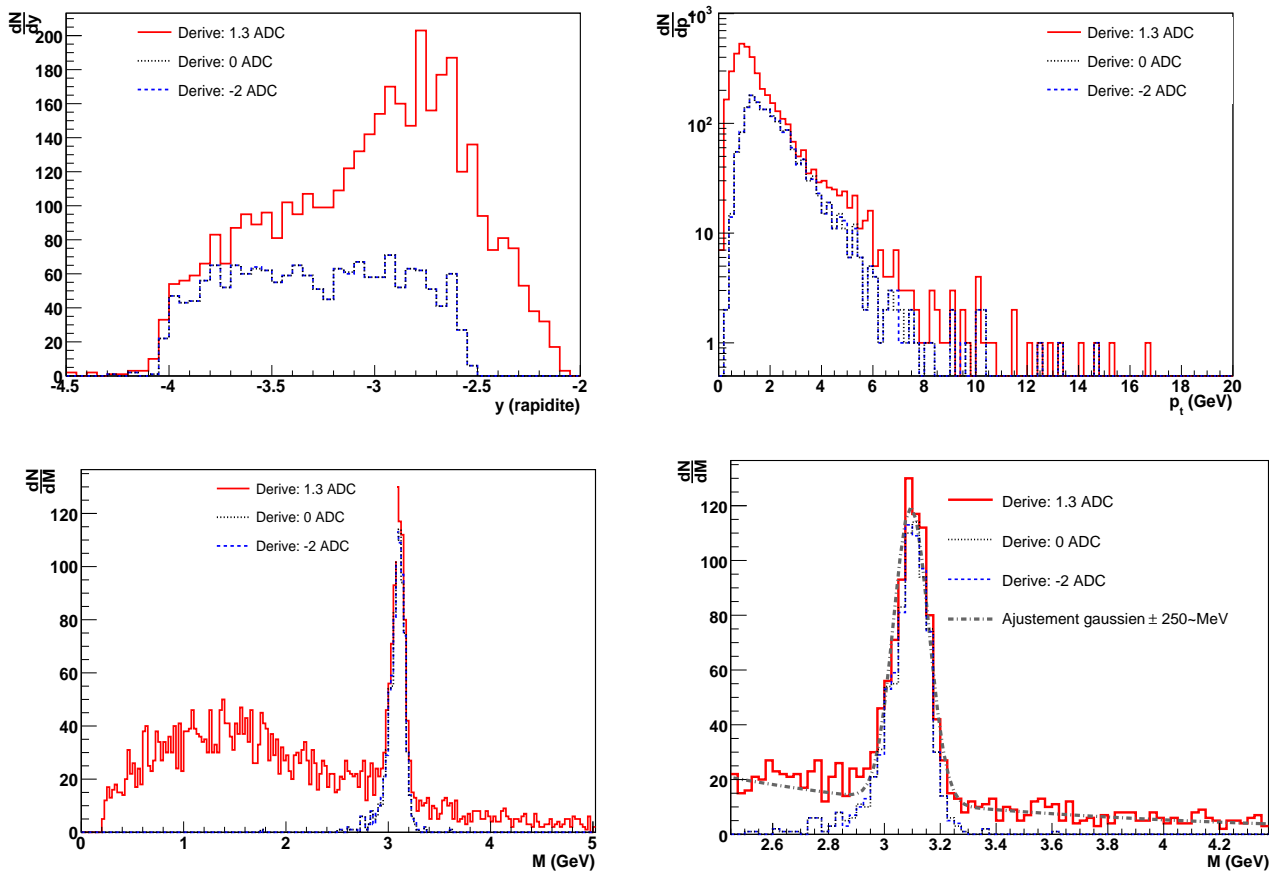 dN
dy
200
180
160
140
120
100
80
60
40
20
0
Derive: 1.3 ADC
Derive: 0 ADC
Derive: -2 ADC
-4.5 -4 -3.5 -3 -2.5 -2
y (rapidite)
dN
dp_t
10^3
10^2
10
1
Derive: 1.3 ADC
Derive: 0 ADC
Derive: -2 ADC
0 2 4 6 8 10 12 14 16 18 20
p_t (GeV)
dN
dM
120
100
80
60
40
20
0
Derive: 1.3 ADC
Derive: 0 ADC
Derive: -2 ADC
0 1 2 3 4 5
M (GeV)
dN
dM
120
100
80
60
40
20
0
Derive: 1.3 ADC
Derive: 0 ADC
Derive: -2 ADC
Ajustement gaussien ± 250~MeV
2.6 2.8 3 3.2 3.4 3.6 3.8 4 4.2
M (GeV)